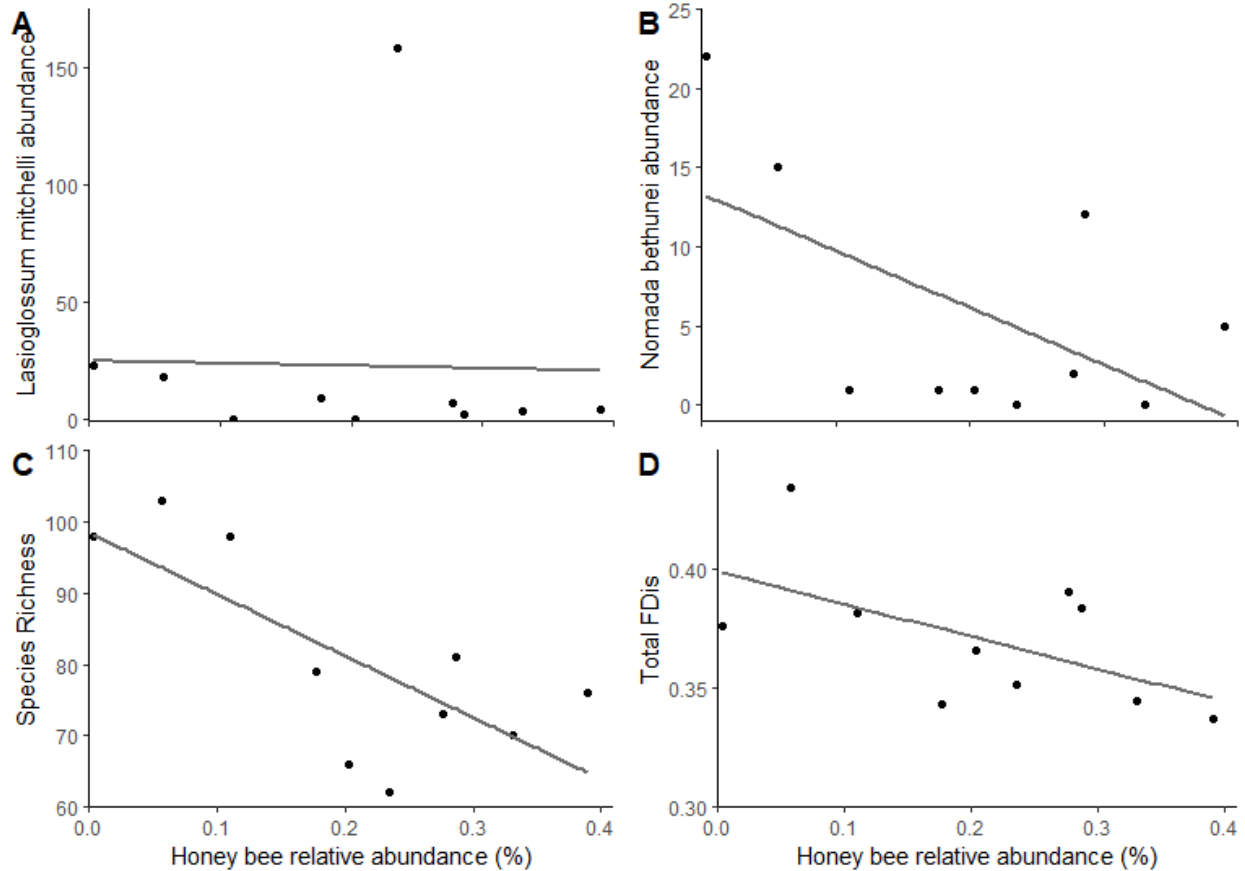 A
Lasioglossum mitchelli abundance
150
100
50
0
B
Nomada bethunei abundance
25
20
15
10
5
0
C
Species Richness
110
100
90
80
70
60
0.0 0.1 0.2 0.3 0.4
Honey bee relative abundance (%)
D
Total FDis
0.40
0.35
0.30
0.0 0.1 0.2 0.3 0.4
Honey bee relative abundance (%)